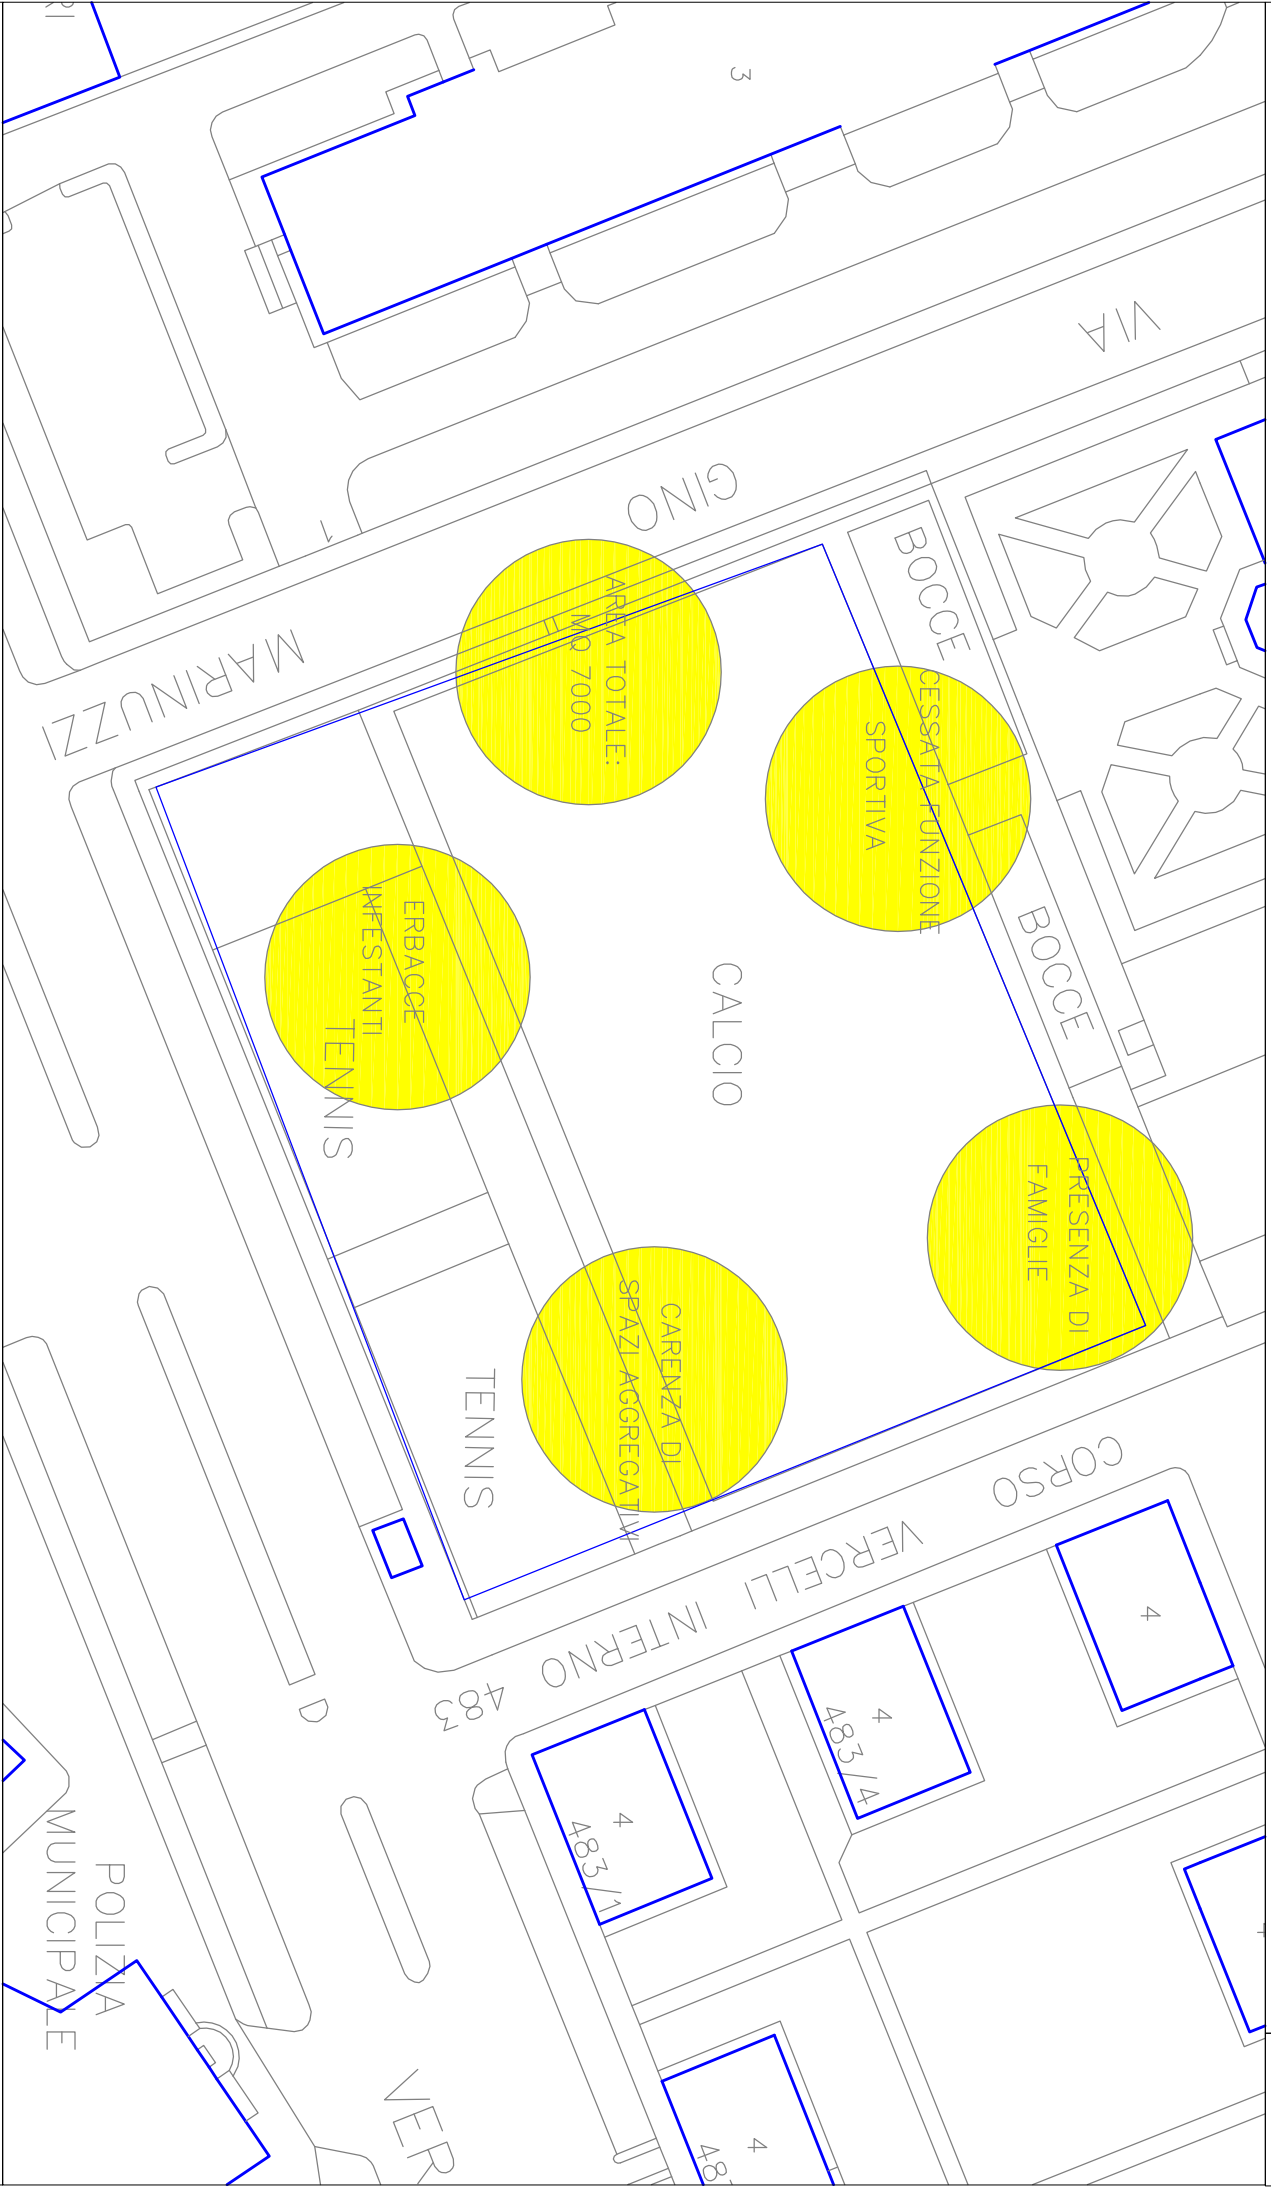 3
VIA
GINO
MARINUZZI
1
BOCCE
AREA TOTALE:
MQ 7000
CESSATA FUNZIONE
SPORTIVA
ERBACCE
INFESTANTI
TENNIS
CALCIO
BOCCE
PRESENZA DI
FAMIGLIE
CARENZA DI
SPAZI AGGREGATIVI
TENNIS
CORSO
VERCELLI
INTERNO
483
4
4
483/4
4
483/1
D
POLIZIA
MUNICIPALE
VER
4